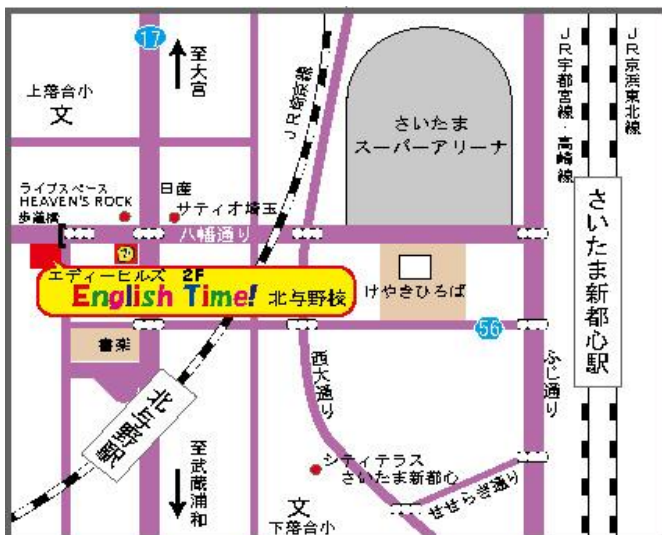 17
至大宮
上落合小
文
JR埼京線
さいたま
スーパーアリーナ
JR宇都宮線・高崎線
JR京浜東北線
ライブスペース
HEAVEN'S ROCK
歩道橋
日産
サティオ埼玉
八幡通り
エディービルズ 2F
English Time! 北与野校
けやきひろば
さいたま新都心駅
書楽
56
西大通り
ふじ通り
北与野駅
至武蔵浦和
シティテラス
さいたま新都心
せせらぎ通り
文
下落合小